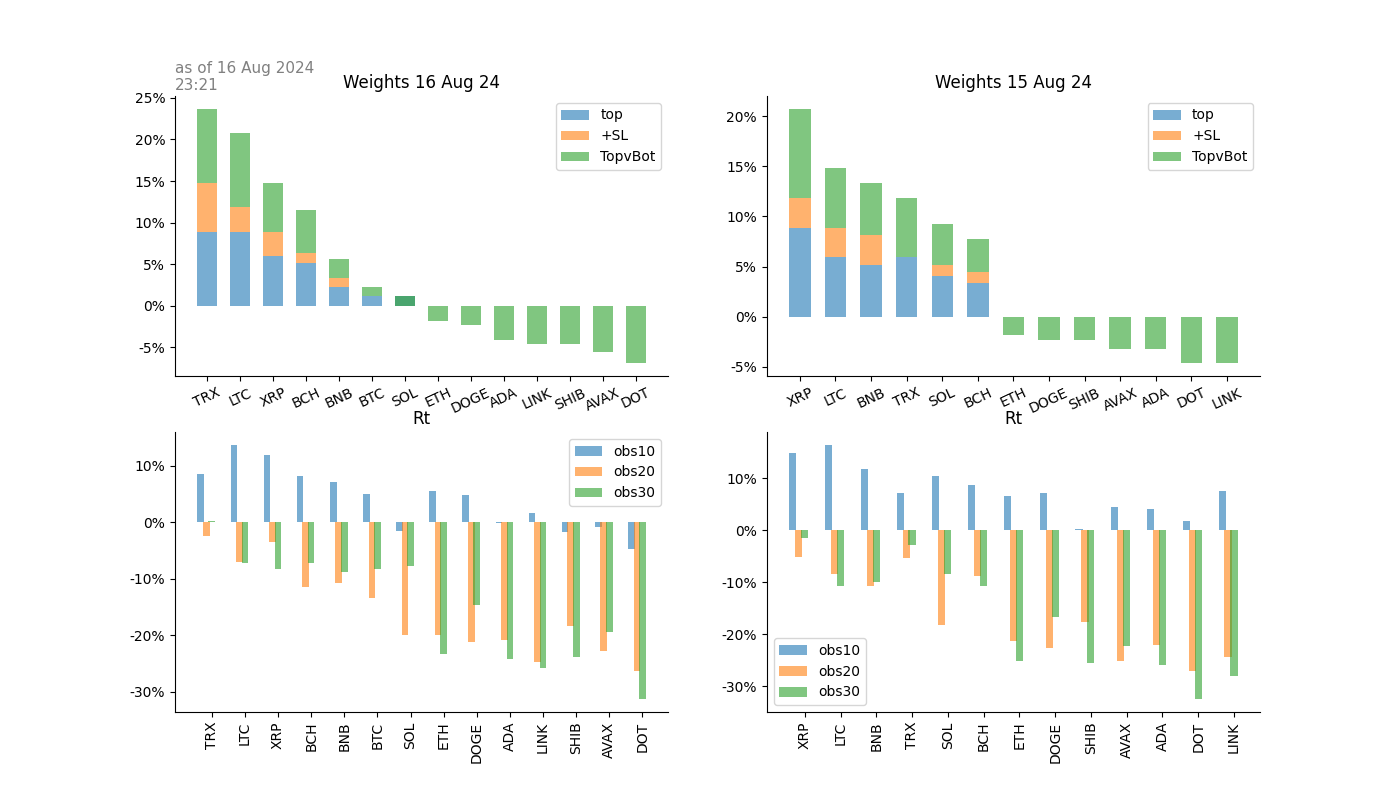 as of 16 Aug 2024
23:21
Weights 16 Aug 24
25%
20%
15%
10%
5%
0%
-5%
top
+SL
TopvBot
TRX LTC XRP BCH BNB BTC SOL ETH DOGE ADA LINK SHIB AVAX DOT
Weights 15 Aug 24
20%
15%
10%
5%
0%
-5%
top
+SL
TopvBot
XRP LTC BNB TRX SOL BCH ETH DOGE SHIB AVAX ADA DOT LINK
Rt
10%
0%
-10%
-20%
-30%
obs10
obs20
obs30
TRX LTC XRP BCH BNB BTC SOL ETH DOGE ADA LINK SHIB AVAX DOT
Rt
10%
0%
-10%
-20%
-30%
obs10
obs20
obs30
XRP LTC BNB TRX SOL BCH ETH DOGE SHIB AVAX ADA DOT LINK